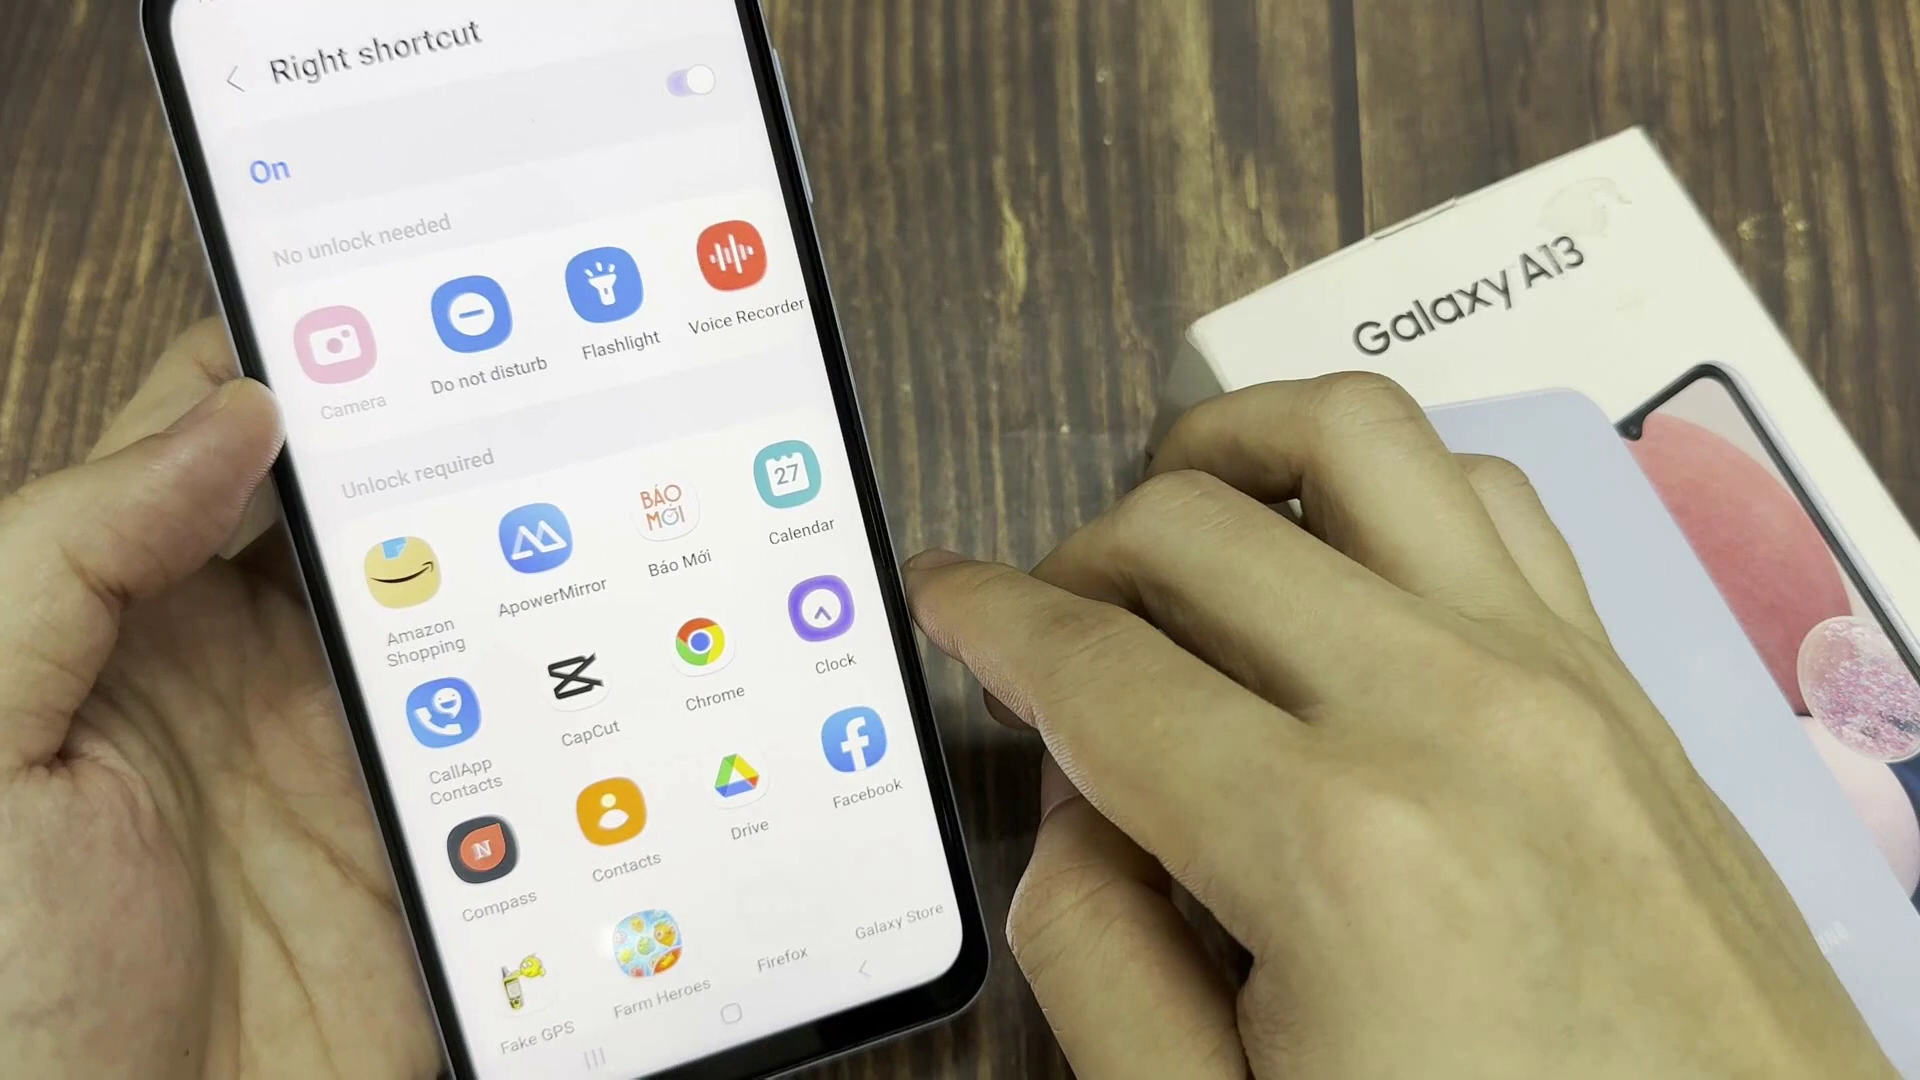 Right shortcut
On
No unlock needed
Camera
Do not disturb
Flashlight
Voice Recorder
Unlock required
Amazon
Shopping
ApowerMirror
BÁO
MỚI
Báo Mới
27
Calendar
CallApp
Contacts
CapCut
Chrome
Clock
N
Compass
Contacts
Drive
Facebook
Fake GPS
Farm Heroes
Firefox
Galaxy Store
Galaxy A13